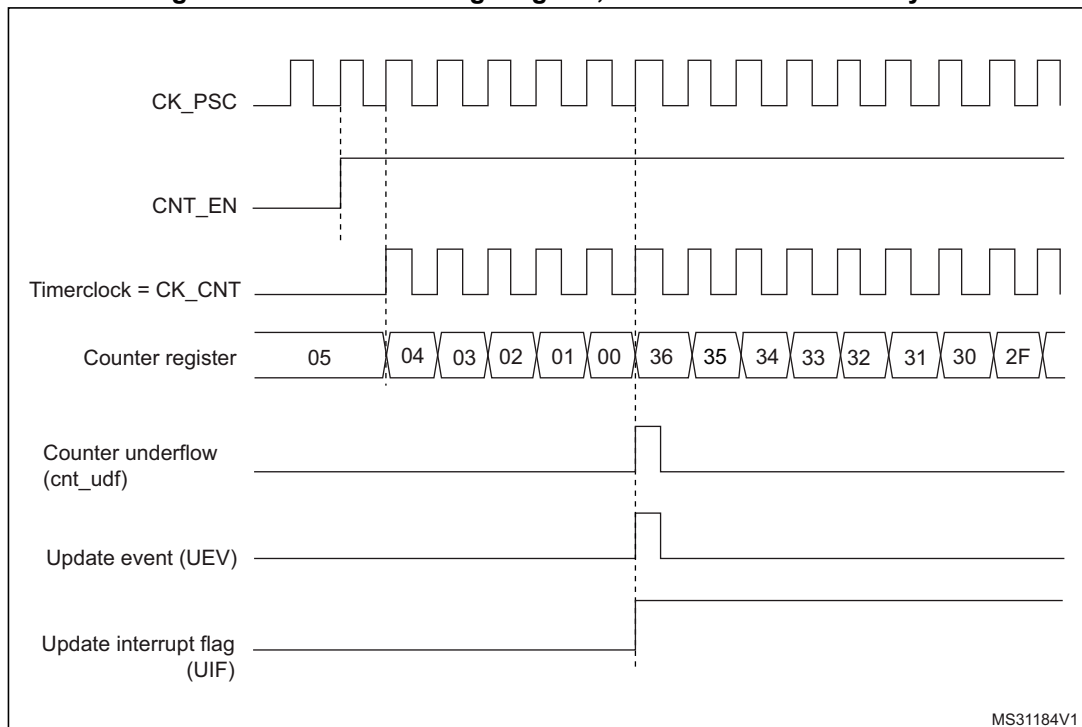 CK_PSC
CNT_EN
Timerclock = CK_CNT
Counter register 05 04 03 02 01 00 36 35 34 33 32 31 30 2F
Counter underflow
(cnt_udf)
Update event (UEV)
Update interrupt flag
(UIF)
MS31184V1